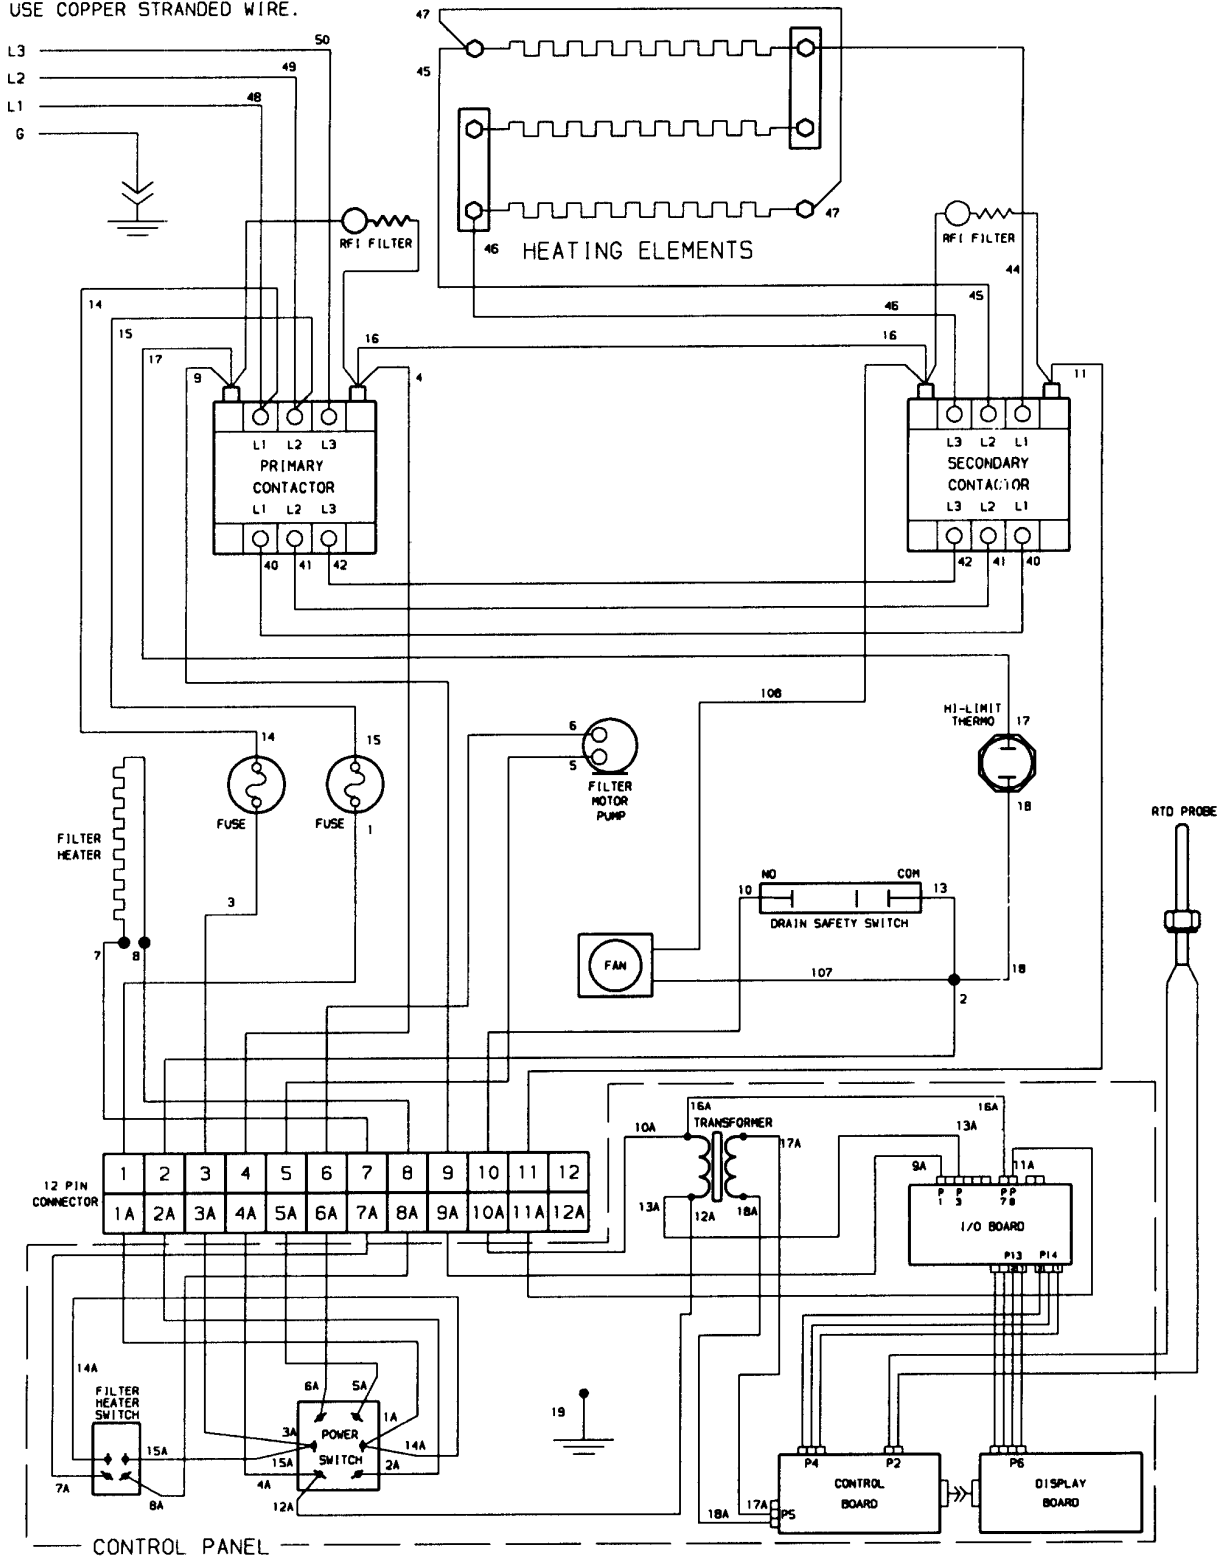 USE COPPER STRANDED WIRE.
47
L3
50
45
L2
49
L1
48
G
47
RFI FILTER
46
HEATING ELEMENTS
RFI FILTER
44
14
46
45
15
16
16
17
9
4
11
L1 L2 L3
PRIMARY
CONTACTOR
L1 L2 L3
L3 L2 L1
SECONDARY
CONTACTOR
L3 L2 L1
40 41 42
42 41 40
108
HI-LIMIT
THERMO
17
6
14
15
5
FILTER
MOTOR
PUMP
18
FUSE
FUSE
1
RTD PROBE
FILTER
HEATER
NO
COM
10
13
3
DRAIN SAFETY SWITCH
7
8
FAN
107
18
2
16A
16A
10A
TRANSFORMER
17A
13A
9A
11A
12 PIN
CONNECTOR
1 2 3 4 5 6 7 8 9 10 11 12
1A 2A 3A 4A 5A 6A 7A 8A 9A 10A 11A 12A
13A
12A
18A
P1 P3 P7 P8
I/O BOARD
P13 P14
14A
6A
5A
FILTER
HEATER
SWITCH
19
1A
3A
POWER
SWITCH
14A
15A
15A
2A
4A
7A
8A
12A
P4
P2
P6
CONTROL
BOARD
DISPLAY
BOARD
17A
18A
P5
CONTROL PANEL